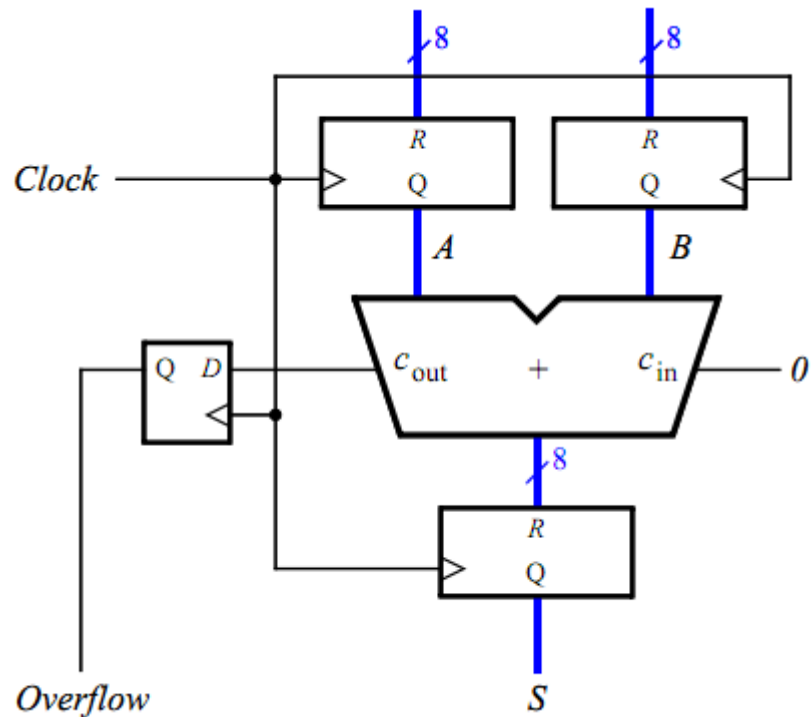 8 8
R R
Clock Q Q
A B
Q D c_out + c_in 0
8
R
Q
Overflow S